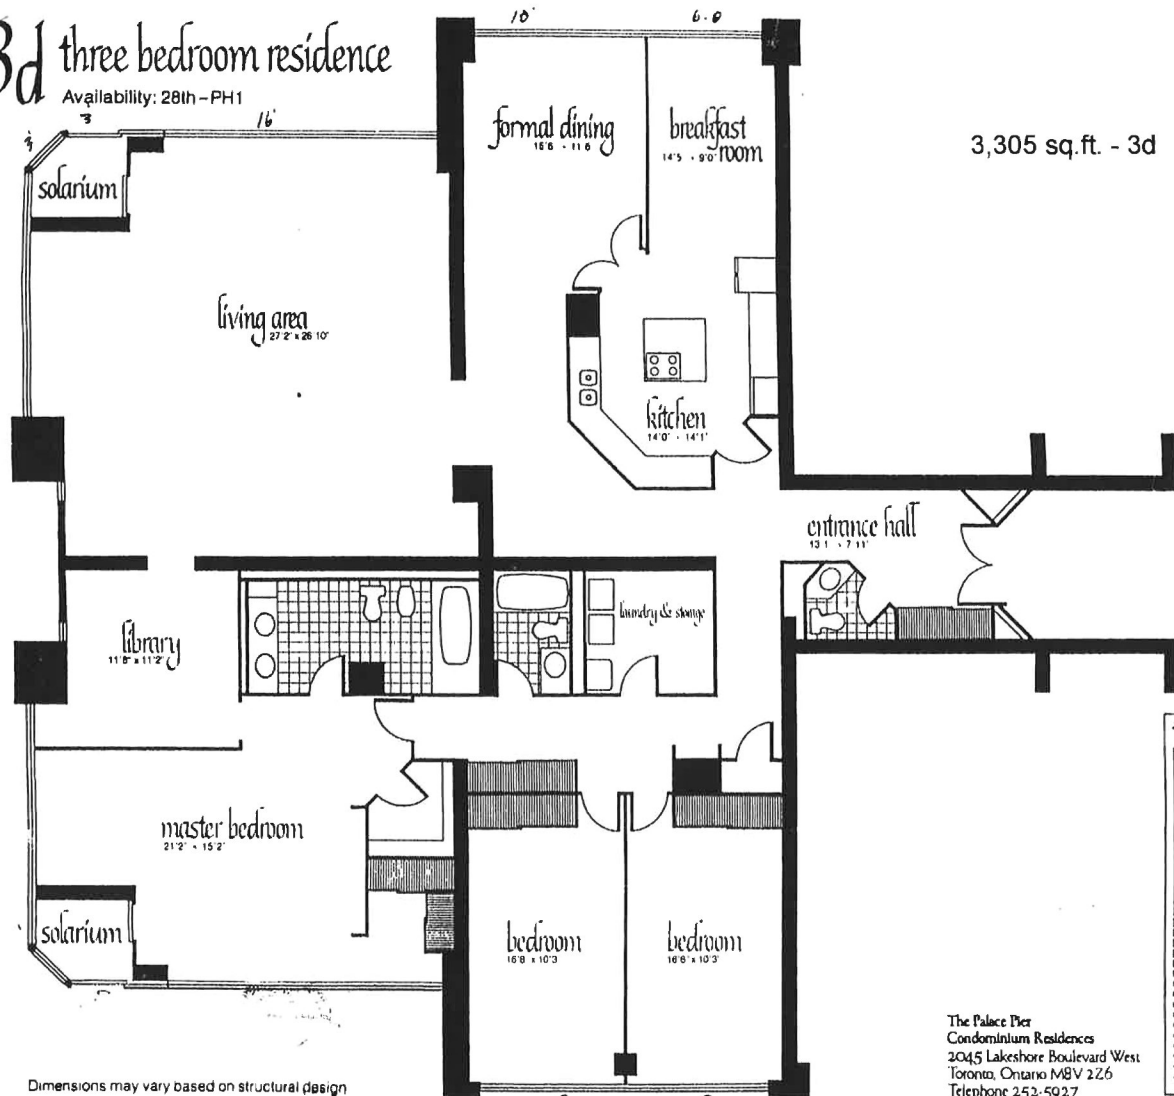 3d three bedroom residence
Availability: 28th-PH1
3
16'
10'
6.0
solarium
formal dining
16'6 × 11'6
breakfast
room
14'5 × 9'0"
3,305 sq.ft. - 3d
living area
27'2" x 26'10"
kitchen
14'0" × 14'1"
entrance hall
13'1 × 7'11"
library
11'8" x 11'2"
laundry & storage
master bedroom
21'2" × 15'2"
solarium
bedroom
16'8 x 10'3
bedroom
16'8" x 10'3"
Dimensions may vary based on structural design
The Palace Pier
Condominium Residences
2045 Lakeshore Boulevard West
Toronto, Ontario M8V 2Z6
Telephone 252-5927